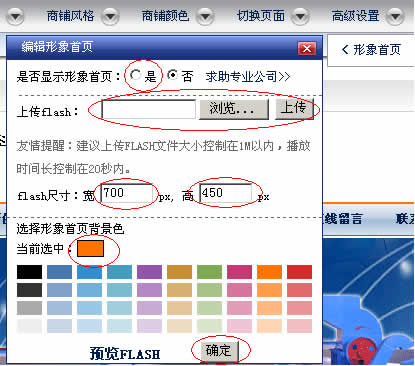 商铺风格 商铺颜色 切换页面 高级设置
编辑形象首页
< 形象首页
是否显示形象首页： 是 否 求助专业公司>>
上传flash： 浏览... 上传
友情提醒：建议上传FLASH文件大小控制在1M以内，播放
时间长控制在20秒内。
flash尺寸：宽 700 px, 高 450 px
线留言 联系
选择形象首页背景色
当前选中：
预览FLASH 确定